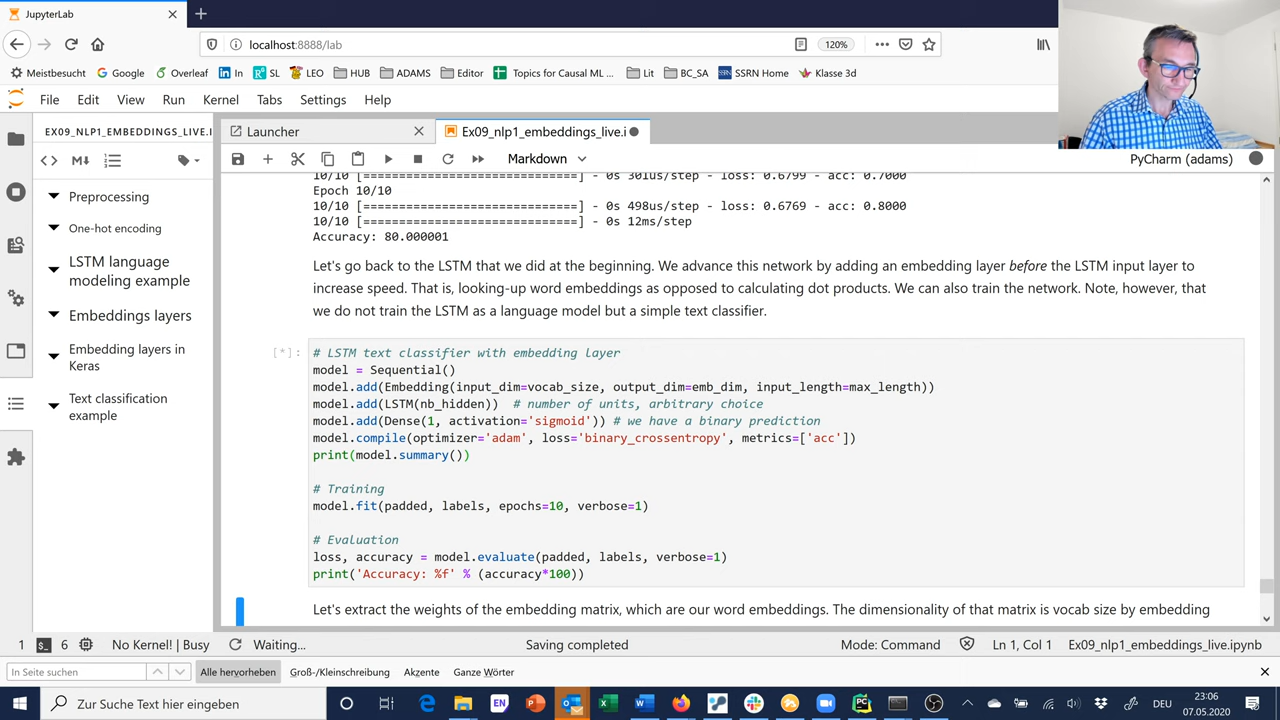 JupyterLab
localhost:8888/lab
120%
Meistbesucht
Google
Overleaf
In
SL
LEO
HUB
ADAMS
Editor
Topics for Causal ML ...
Lit
BC_SA
SSRN Home
Klasse 3d
File Edit View Run Kernel Tabs Settings Help
EX09_NLP1_EMBEDDINGS_LIVE.I
Launcher
Ex09_nlp1_embeddings_live.i
Markdown
PyCharm (adams)
Preprocessing
One-hot encoding
LSTM language
modeling example
Embeddings layers
Embedding layers in
Keras
Text classification
example
10/10 [==============================] - 0s 301us/step - loss: 0.6799 - acc: 0.7000
Epoch 10/10
10/10 [==============================] - 0s 498us/step - loss: 0.6769 - acc: 0.8000
10/10 [==============================] - 0s 12ms/step
Accuracy: 80.000001
Let's go back to the LSTM that we did at the beginning. We advance this network by adding an embedding layer before the LSTM input layer to
increase speed. That is, looking-up word embeddings as opposed to calculating dot products. We can also train the network. Note, however, that
we do not train the LSTM as a language model but a simple text classifier.
[*]:
# LSTM text classifier with embedding layer
model = Sequential()
model.add(Embedding(input_dim=vocab_size, output_dim=emb_dim, input_length=max_length))
model.add(LSTM(nb_hidden)) # number of units, arbitrary choice
model.add(Dense(1, activation='sigmoid')) # we have a binary prediction
model.compile(optimizer='adam', loss='binary_crossentropy', metrics=['acc'])
print(model.summary())
# Training
model.fit(padded, labels, epochs=10, verbose=1)
# Evaluation
loss, accuracy = model.evaluate(padded, labels, verbose=1)
print('Accuracy: %f' % (accuracy*100))
Let's extract the weights of the embedding matrix, which are our word embeddings. The dimensionality of that matrix is vocab size by embedding
1 6 No Kernel! | Busy Waiting... Saving completed Mode: Command Ln 1, Col 1 Ex09_nlp1_embeddings_live.ipynb
In Seite suchen Alle hervorheben Groß-/Kleinschreibung Akzente Ganze Wörter
Zur Suche Text hier eingeben
EN
DEU
23:06
07.05.2020